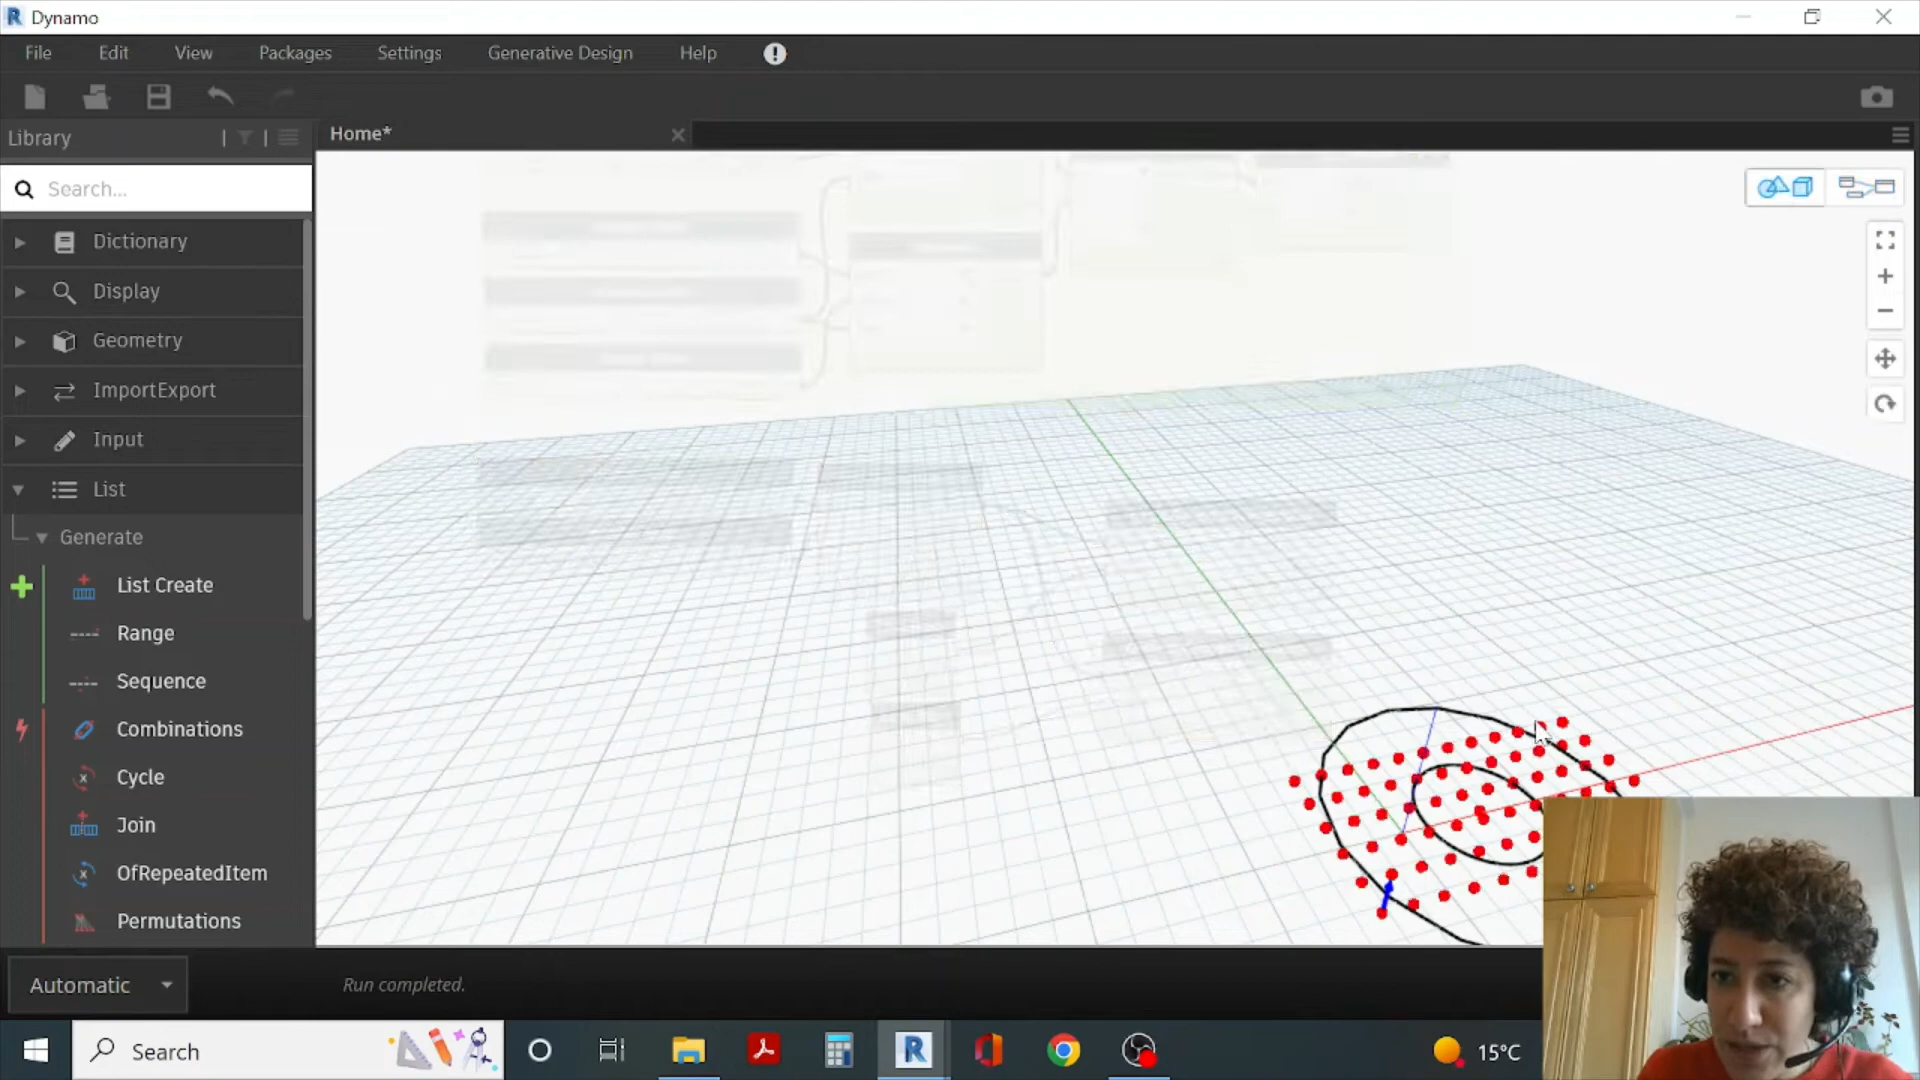 Dynamo
File Edit View Packages Settings Generative Design Help
Library
Home*
Search...
Dictionary
Display
Geometry
ImportExport
Input
List
Generate
List Create
Range
Sequence
Combinations
Cycle
Join
OfRepeatedItem
Permutations
Automatic
Run completed.
Search
15°C